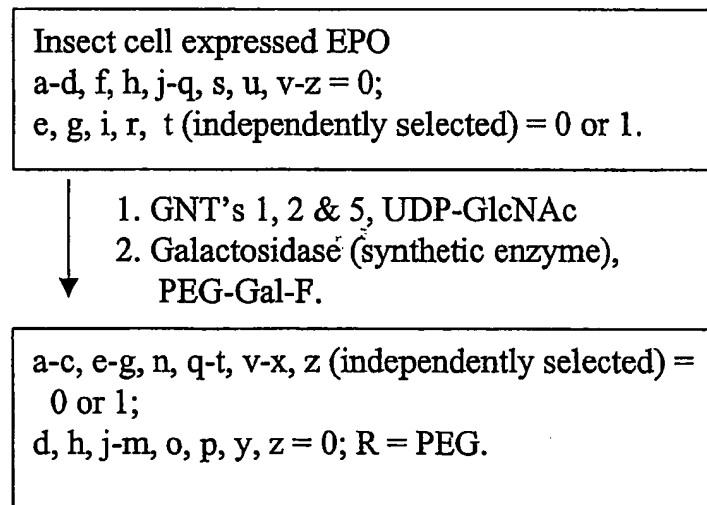 Insect cell expressed EPO
a-d, f, h, j-q, s, u, v-z = 0;
e, g, i, r, t (independently selected) = 0 or 1.
1. GNT's 1, 2 & 5, UDP-GlcNAc
2. Galactosidase (synthetic enzyme),
PEG-Gal-F.
a-c, e-g, n, q-t, v-x, z (independently selected) =
0 or 1;
d, h, j-m, o, p, y, z = 0; R = PEG.